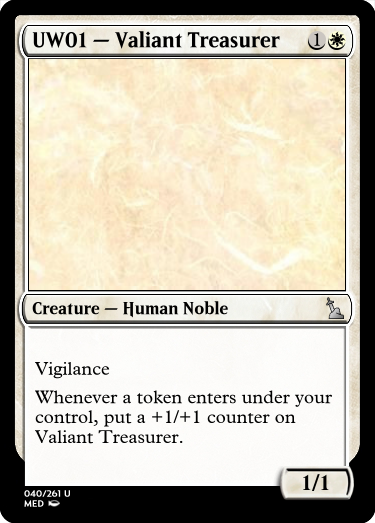 UW01 — Valiant Treasurer 1
Creature — Human Noble
Vigilance
Whenever a token enters under your
control, put a +1/+1 counter on
Valiant Treasurer.
1/1
040/261 U
MED